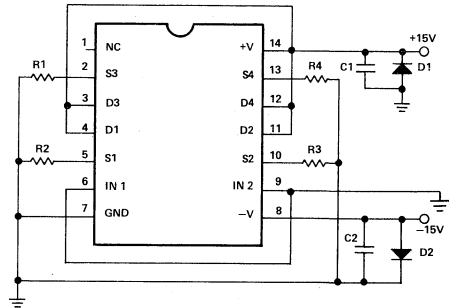 1 NC +V 14 +15V
R1 2 S3 S4 13 R4 C1 D1
3 D3 D4 12
4 D1 D2 11
R2 5 S1 S2 10 R3
6 IN 1 IN 2 9
7 GND −V 8
−15V
C2 D2